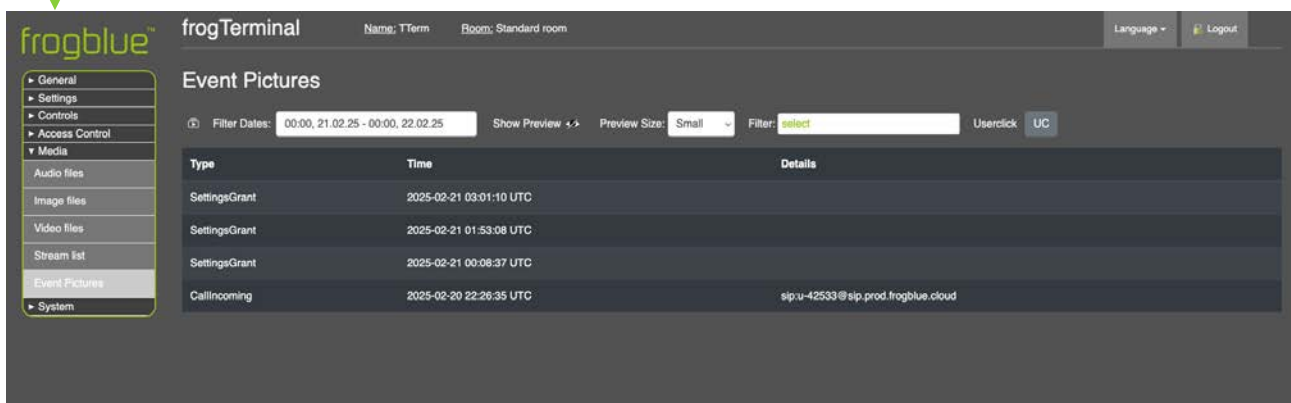 frogblue™
frogTerminal Name: TTerm Room: Standard room Language Logout
General
Settings
Controls
Access Control
Media
Audio files
Image files
Video files
Stream list
Event Pictures
System
Event Pictures
Filter Dates: 00:00, 21.02.25 - 00:00, 22.02.25 Show Preview Preview Size: Small Filter: select Userclick UC
Type Time Details
SettingsGrant 2025-02-21 03:01:10 UTC
SettingsGrant 2025-02-21 01:53:08 UTC
SettingsGrant 2025-02-21 00:08:37 UTC
CallIncoming 2025-02-20 22:26:35 UTC sip:u-42533@sip.prod.frogblue.cloud